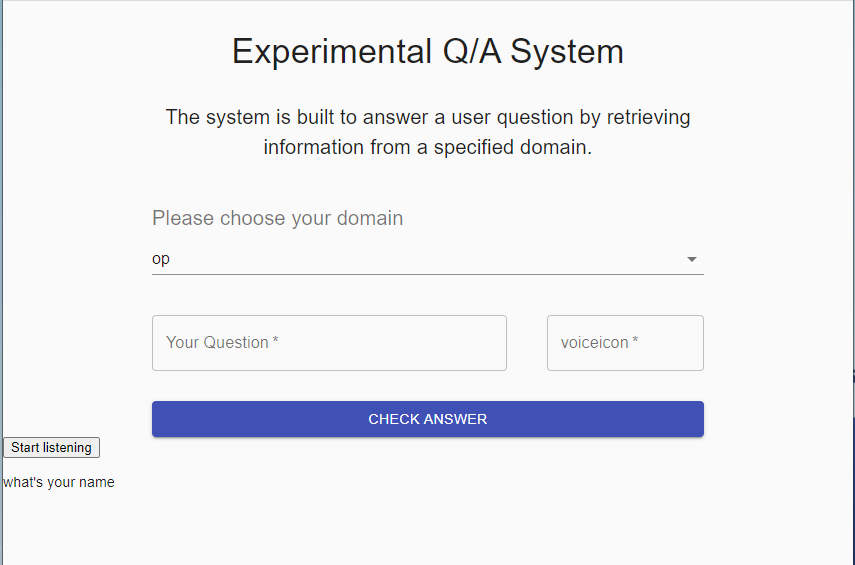 Experimental Q/A System
The system is built to answer a user question by retrieving
information from a specified domain.
Please choose your domain
op
Your Question *
voiceicon *
CHECK ANSWER
Start listening
what's your name